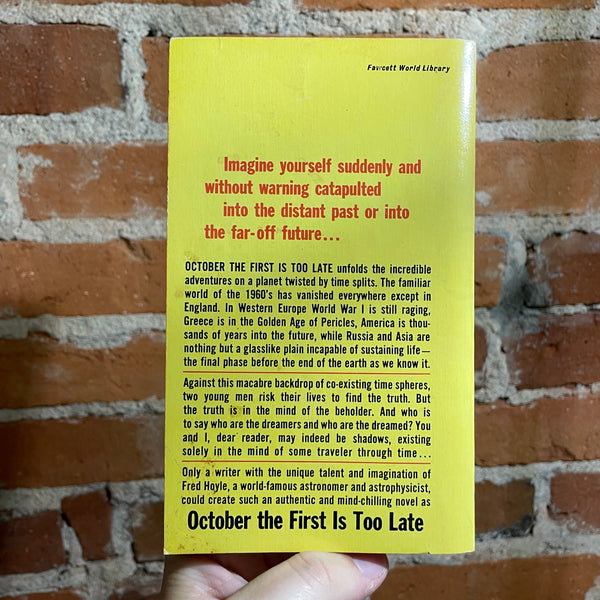 Fawcett World Library
Imagine yourself suddenly and
without warning catapulted
into the distant past or into
the far-off future...
OCTOBER THE FIRST IS TOO LATE unfolds the incredible
adventures on a planet twisted by time splits. The familiar
world of the 1960's has vanished everywhere except in
England. In Western Europe World War I is still raging,
Greece is in the Golden Age of Pericles, America is thou-
sands of years into the future, while Russia and Asia are
nothing but a glasslike plain incapable of sustaining life—
the final phase before the end of the earth as we know it.
Against this macabre backdrop of co-existing time spheres,
two young men risk their lives to find the truth. But
the truth is in the mind of the beholder. And who is
to say who are the dreamers and who are the dreamed? You
and I, dear reader, may indeed be shadows, existing
solely in the mind of some traveler through time...
Only a writer with the unique talent and imagination of
Fred Hoyle, a world-famous astronomer and astrophysicist,
could create such an authentic and mind-chilling novel as
October the First Is Too Late